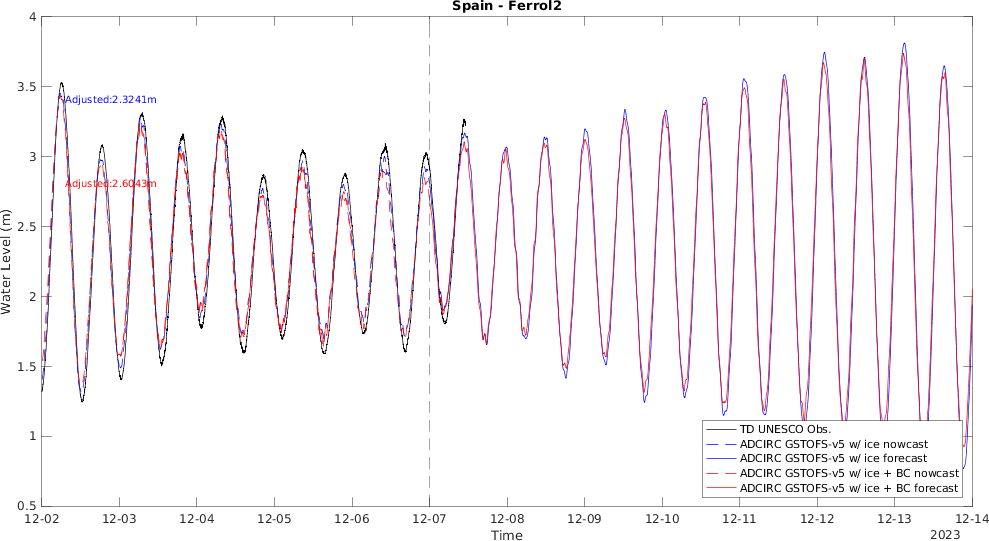 Spain - Ferrol2
4
3.5
3
2.5
2
1.5
1
0.5
Water Level (m)
Adjusted:2.3241m
Adjusted:2.6043m
TD UNESCO Obs.
ADCIRC GSTOFS-v5 w/ ice nowcast
ADCIRC GSTOFS-v5 w/ ice forecast
ADCIRC GSTOFS-v5 w/ ice + BC nowcast
ADCIRC GSTOFS-v5 w/ ice + BC forecast
12-02 12-03 12-04 12-05 12-06 12-07 12-08 12-09 12-10 12-11 12-12 12-13 12-14
Time
2023